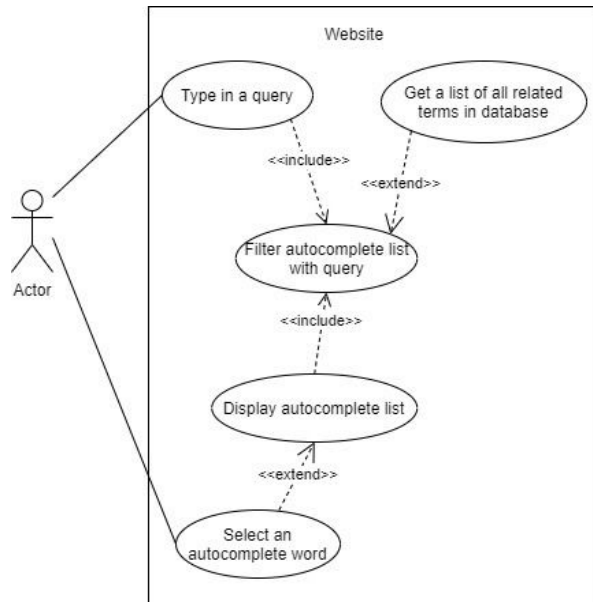 Website
Type in a query
Get a list of all related
terms in database
<<include>>
<<extend>>
Filter autocomplete list
with query
Actor
<<include>>
Display autocomplete list
<<extend>>
Select an
autocomplete word